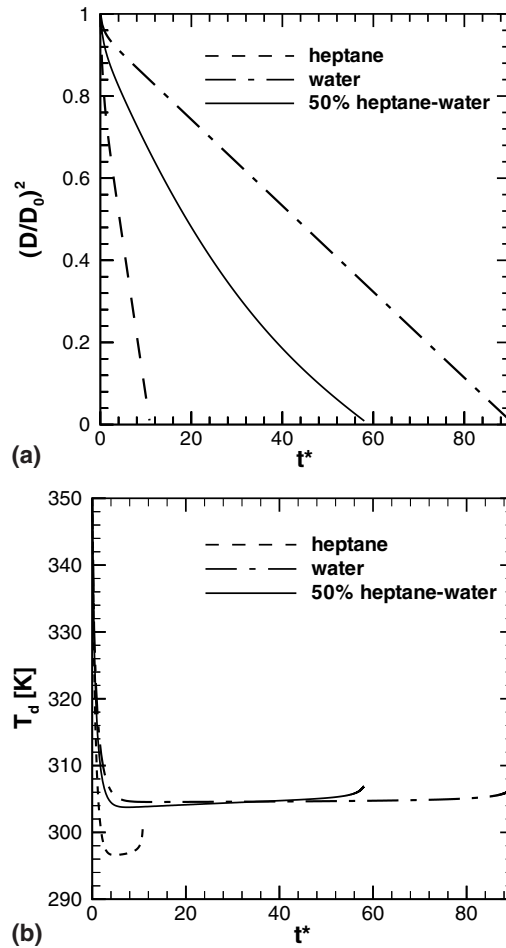 1
0.8
0.6
0.4
0.2
0
(D/D₀)²
heptane
water
50% heptane-water
0 20 40 60 80
t*
(a)
350
340
330
320
310
300
290
T_d [K]
heptane
water
50% heptane-water
0 20 40 60 80
t*
(b)